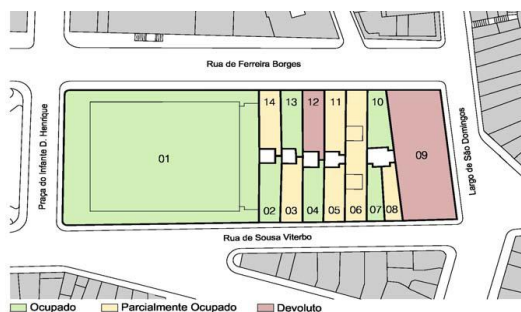 Rua de Ferreira Borges
Praça do Infante D. Henrique
Largo de São Domingos
14 13 12 11 10
01
09
02 03 04 05 06 07 08
Rua de Sousa Viterbo
Ocupado
Parcialmente Ocupado
Devoluto